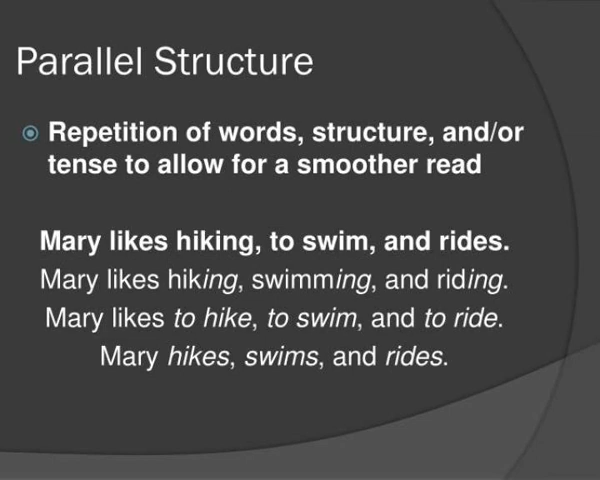 Parallel Structure
Repetition of words, structure, and/or
tense to allow for a smoother read
Mary likes hiking, to swim, and rides.
Mary likes hiking, swimming, and riding.
Mary likes to hike, to swim, and to ride.
Mary hikes, swims, and rides.